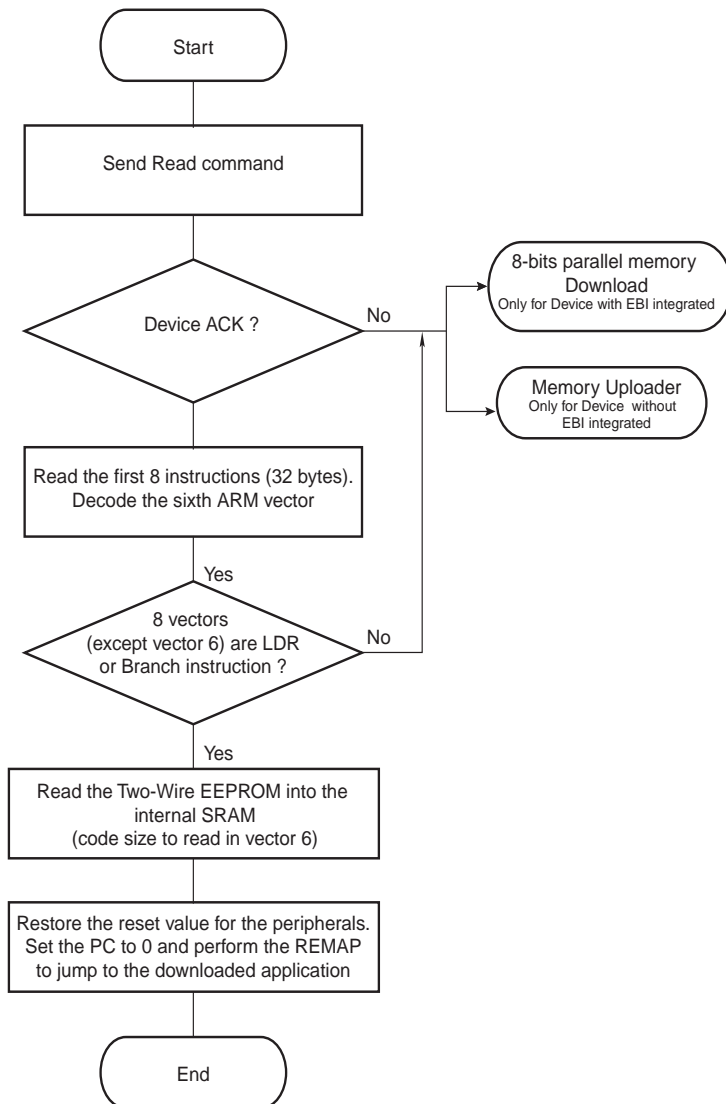 Start
Send Read command
Device ACK ?
No
8-bits parallel memory
Download
Only for Device with EBI integrated
Memory Uploader
Only for Device without
EBI integrated
Read the first 8 instructions (32 bytes).
Decode the sixth ARM vector
Yes
8 vectors
(except vector 6) are LDR
or Branch instruction ?
No
Yes
Read the Two-Wire EEPROM into the
internal SRAM
(code size to read in vector 6)
Restore the reset value for the peripherals.
Set the PC to 0 and perform the REMAP
to jump to the downloaded application
End